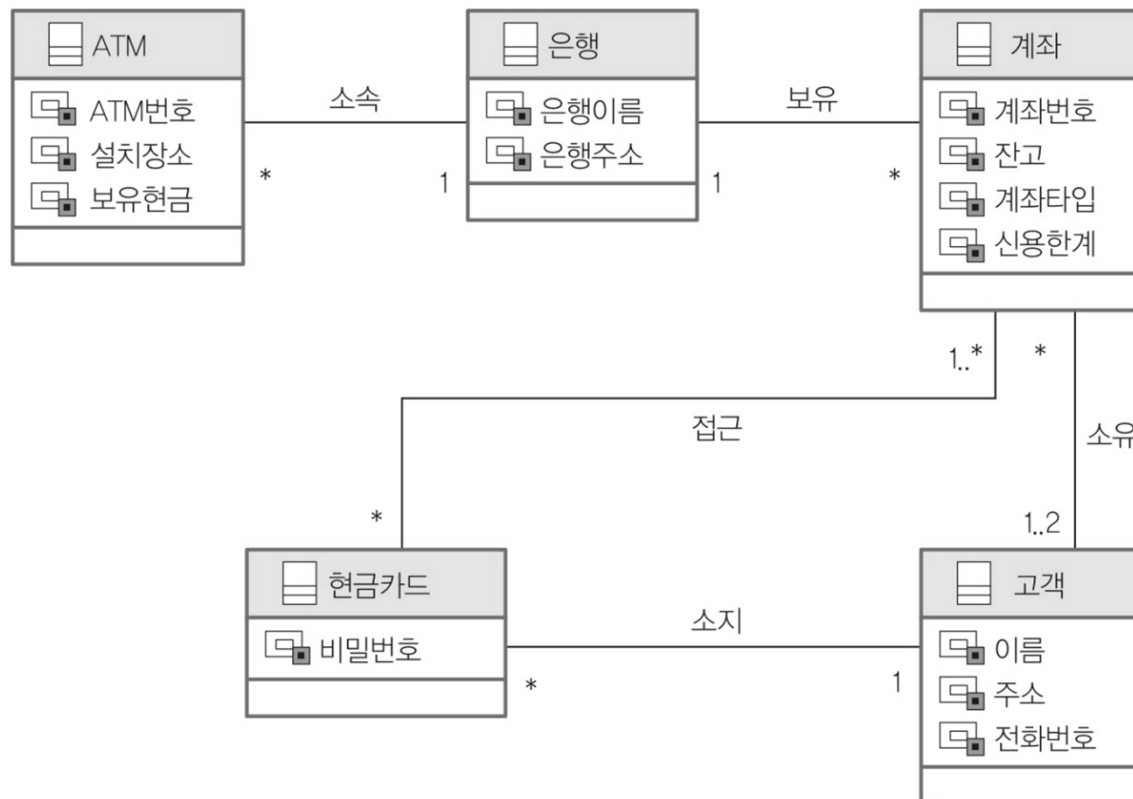 ATM
ATM번호
설치장소
보유현금
소속
*
1
은행
은행이름
은행주소
보유
1
*
계좌
계좌번호
잔고
계좌타입
신용한계
1..*
*
접근
소유
*
1..2
현금카드
비밀번호
소지
*
1
고객
이름
주소
전화번호